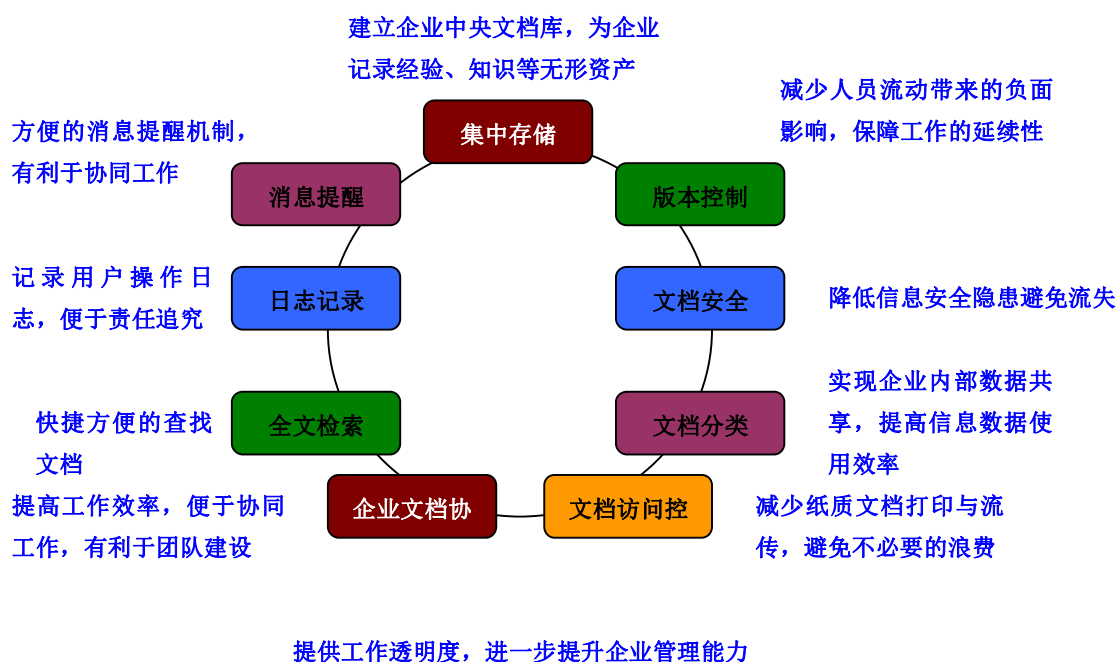 建立企业中央文档库，为企业
记录经验、知识等无形资产
减少人员流动带来的负面
影响，保障工作的延续性
方便的消息提醒机制，
有利于协同工作
集中存储
消息提醒
版本控制
记录用户操作日
志，便于责任追究
日志记录
文档安全
降低信息安全隐患避免流失
实现企业内部数据共
享，提高信息数据使
用效率
快捷方便的查找
文档
全文检索
文档分类
提高工作效率，便于协同
工作，有利于团队建设
企业文档协
文档访问控
减少纸质文档打印与流
传，避免不必要的浪费
提供工作透明度，进一步提升企业管理能力